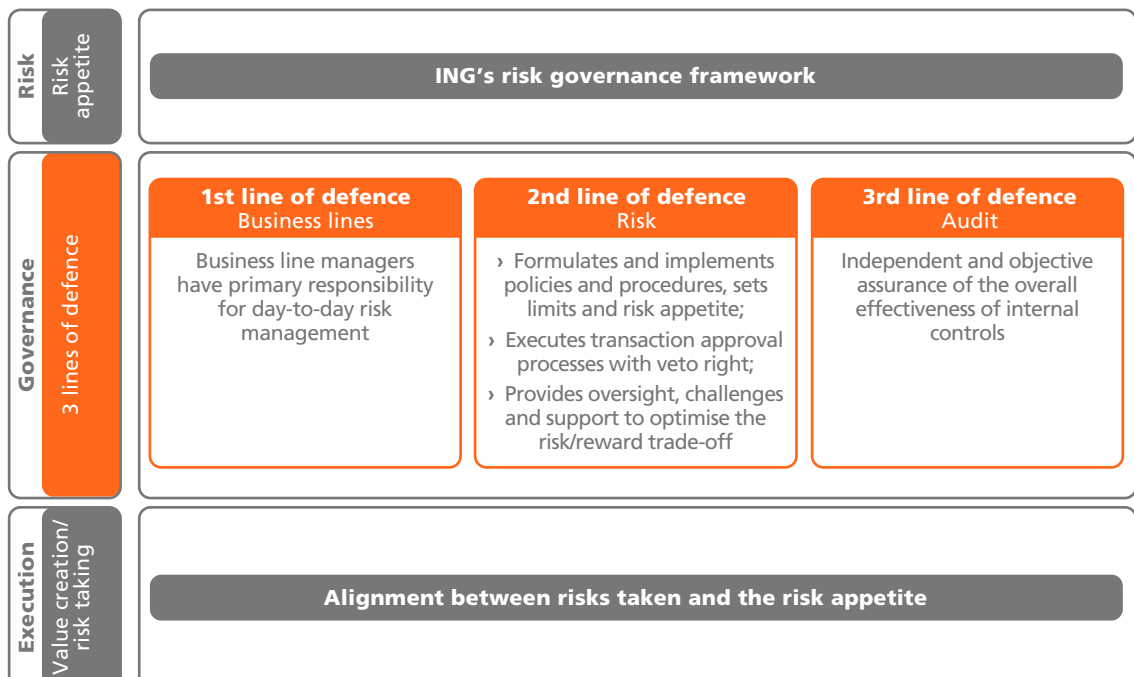 Risk
Risk
appetite
ING’s risk governance framework
Governance
3 lines of defence
1st line of defence
Business lines
Business line managers
have primary responsibility
for day-to-day risk
management
2nd line of defence
Risk
› Formulates and implements
policies and procedures, sets
limits and risk appetite;
› Executes transaction approval
processes with veto right;
› Provides oversight, challenges
and support to optimise the
risk/reward trade-off
3rd line of defence
Audit
Independent and objective
assurance of the overall
effectiveness of internal
controls
Execution
Value creation/
risk taking
Alignment between risks taken and the risk appetite